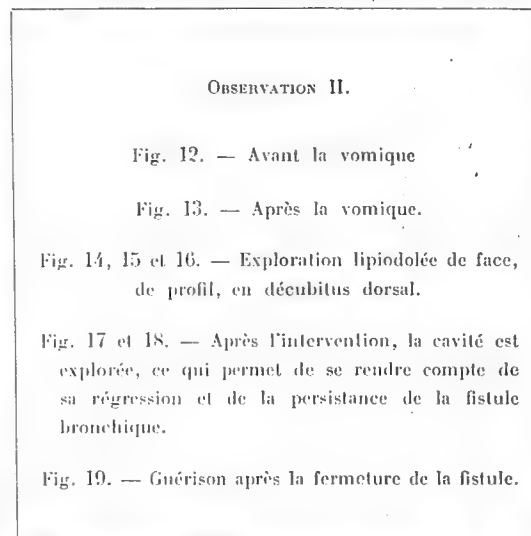 OBSERVATION II.
Fig. 12. — Avant la vomique
Fig. 13. — Après la vomique.
Fig. 14, 15 et 16. — Exploration lipiodolée de face,
de profil, en décubitus dorsal.
Fig. 17 et 18. — Après l'intervention, la cavité est
explorée, ce qui permet de se rendre compte de
sa régression et de la persistance de la fistule
bronchique.
Fig. 19. — Guérison après la fermeture de la fistule.